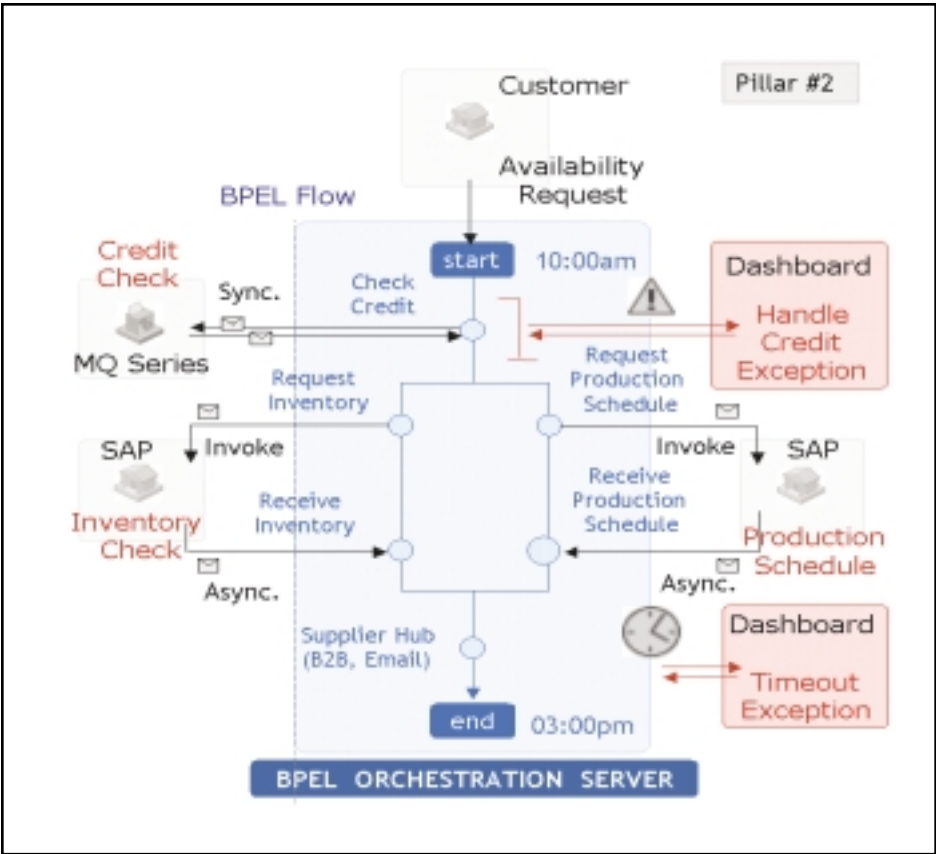 Customer
Pillar #2
Availability
Request
BPEL Flow
Credit
Check
Sync.
MQ Series
Check
Credit
start
10:00am
Dashboard
Handle
Credit
Exception
Request
Inventory
Request
Production
Schedule
SAP
Invoke
Inventory
Check
Receive
Inventory
Async.
Invoke
SAP
Receive
Production
Schedule
Production
Schedule
Async.
Supplier Hub
(B2B, Email)
Dashboard
Timeout
Exception
end
03:00pm
BPEL ORCHESTRATION SERVER